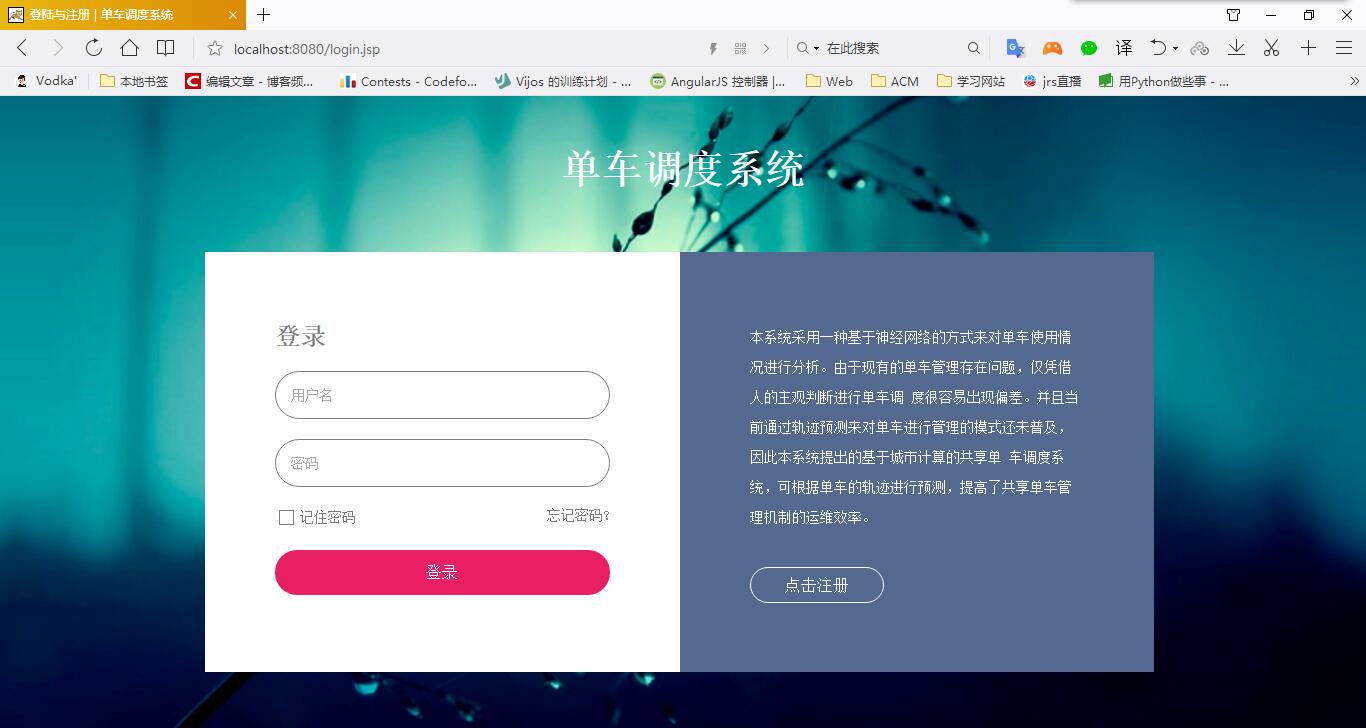 登陆与注册 | 单车调度系统
localhost:8080/login.jsp
在此搜索
译
Vodka'
本地书签
编辑文章 - 博客频...
Contests - Codefo...
Vijos 的训练计划 - ...
AngularJS 控制器 |...
Web
ACM
学习网站
jrs直播
用Python做些事 - ...
单车调度系统
登录
用户名
密码
记住密码
忘记密码?
登录
本系统采用一种基于神经网络的方式来对单车使用情
况进行分析。由于现有的单车管理存在问题，仅凭借
人的主观判断进行单车调 度很容易出现偏差。并且当
前通过轨迹预测来对单车进行管理的模式还未普及，
因此本系统提出的基于城市计算的共享单 车调度系
统，可根据单车的轨迹进行预测，提高了共享单车管
理机制的运维效率。
点击注册